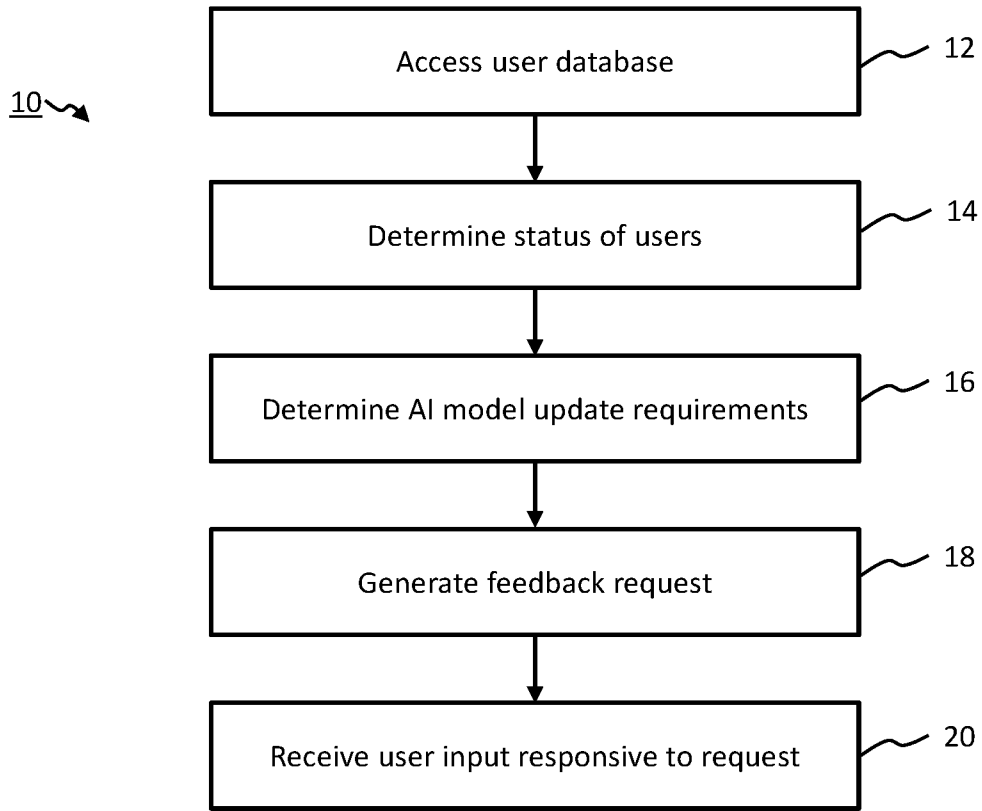 Access user database
12
10
Determine status of users
14
Determine AI model update requirements
16
Generate feedback request
18
Receive user input responsive to request
20